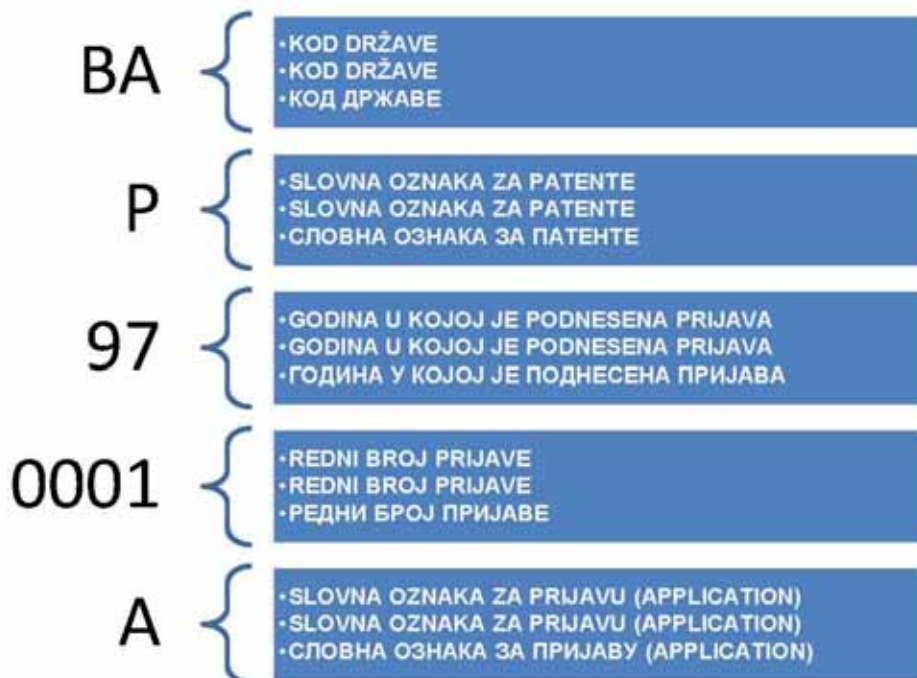 BA
•KOD DRŽAVE
•KOD DRŽAVE
•КОД ДРЖАВЕ
P
•SLOVNA OZNAKA ZA PATENTE
•SLOVNA OZNAKA ZA PATENTE
•СЛОВНА ОЗНАКА ЗА ПАТЕНТЕ
97
•GODINA U KOJOJ JE PODNESENA PRIJAVA
•GODINA U KOJOJ JE PODNESENA PRIJAVA
•ГОДИНА У КОЈОЈ ЈЕ ПОДНЕСЕНА ПРИЈАВА
0001
•REDNI BROJ PRIJAVE
•REDNI BROJ PRIJAVE
•РЕДНИ БРОЈ ПРИЈАВЕ
A
•SLOVNA OZNAKA ZA PRIJAVU (APPLICATION)
•SLOVNA OZNAKA ZA PRIJAVU (APPLICATION)
•СЛОВНА ОЗНАКА ЗА ПРИЈАВУ (APPLICATION)